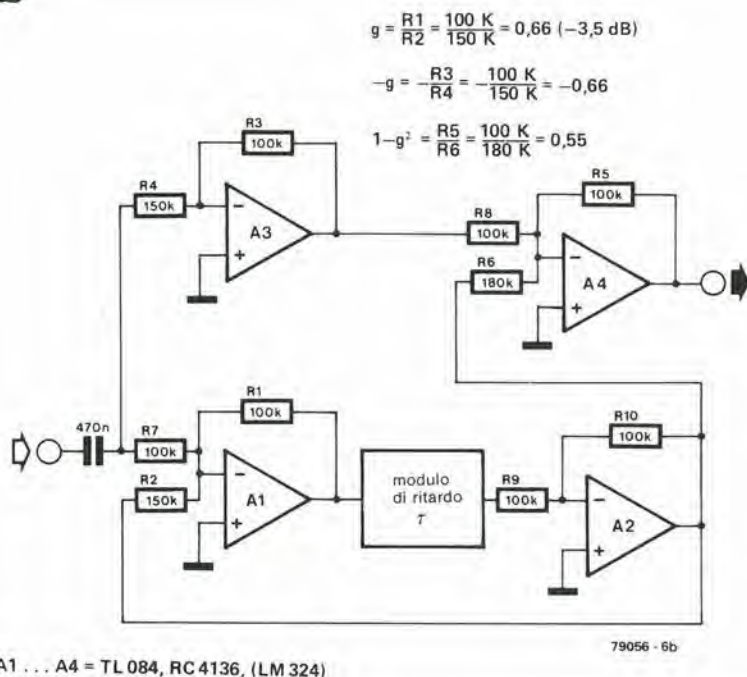 g = R1/R2 = 100 K/150 K = 0,66 (−3,5 dB)
−g = −R3/R4 = −100 K/150 K = −0,66
1−g² = R5/R6 = 100 K/180 K = 0,55
R3
100k
R4
150k
−
A3
+
R5
100k
R8
100k
R6
180k
−
A4
+
470n
R7
100k
R2
150k
R1
100k
−
A1
+
modulo
di ritardo
τ
R9
100k
R10
100k
−
A2
+
79056 - 6b
A1 . . . A4 = TL 084, RC 4136, (LM 324)